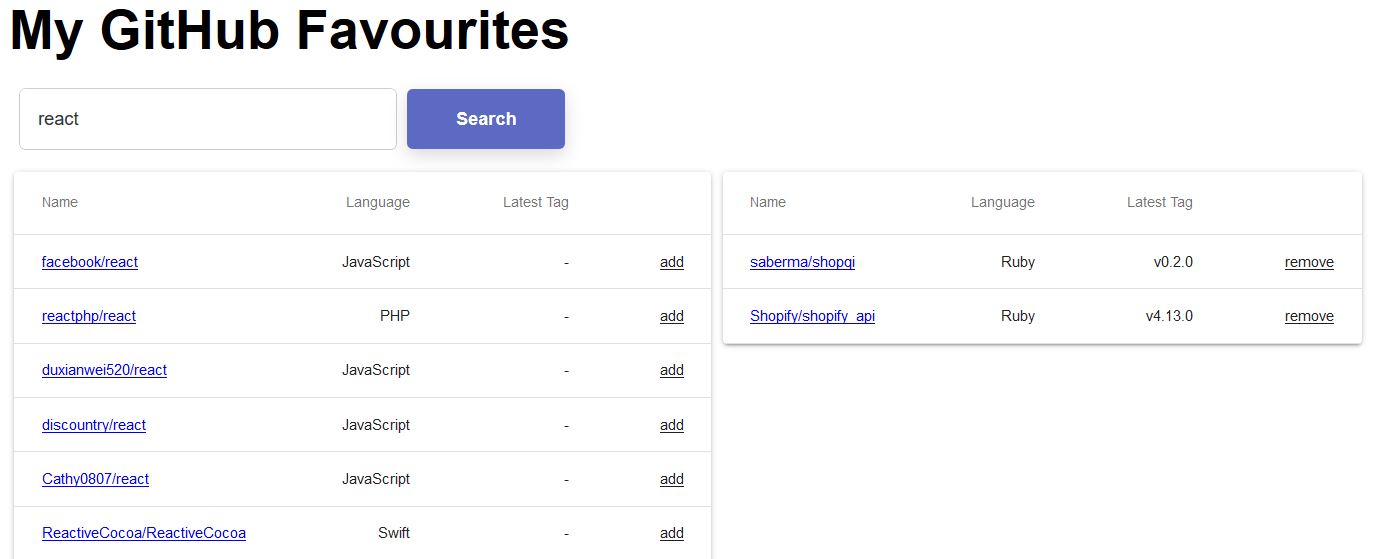 My GitHub Favourites
react
Search
Name Language Latest Tag
facebook/react JavaScript - add
reactphp/react PHP - add
duxianwei520/react JavaScript - add
discountry/react JavaScript - add
Cathy0807/react JavaScript - add
ReactiveCocoa/ReactiveCocoa Swift - add
Name Language Latest Tag
saberma/shopqi Ruby v0.2.0 remove
Shopify/shopify_api Ruby v4.13.0 remove